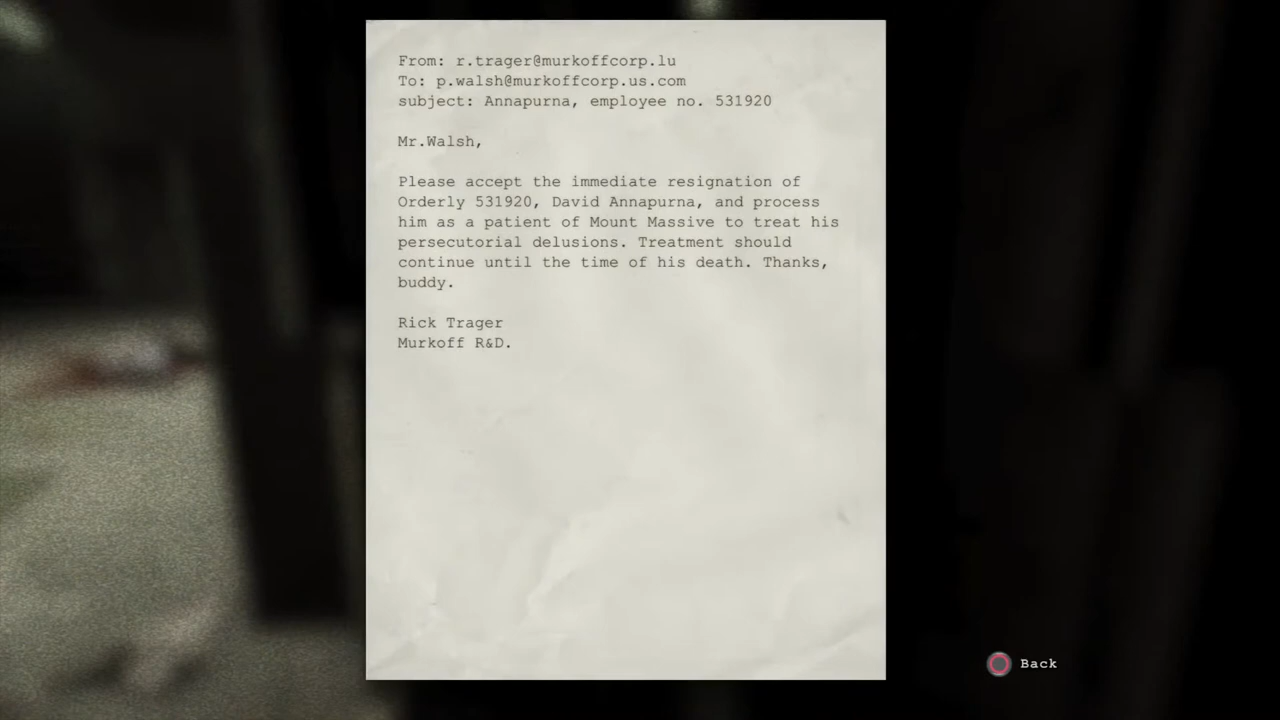 From: r.trager@murkoffcorp.lu
To: p.walsh@murkoffcorp.us.com
subject: Annapurna, employee no. 531920
Mr.Walsh,
Please accept the immediate resignation of
Orderly 531920, David Annapurna, and process
him as a patient of Mount Massive to treat his
persecutorial delusions. Treatment should
continue until the time of his death. Thanks,
buddy.
Rick Trager
Murkoff R&D.
Back